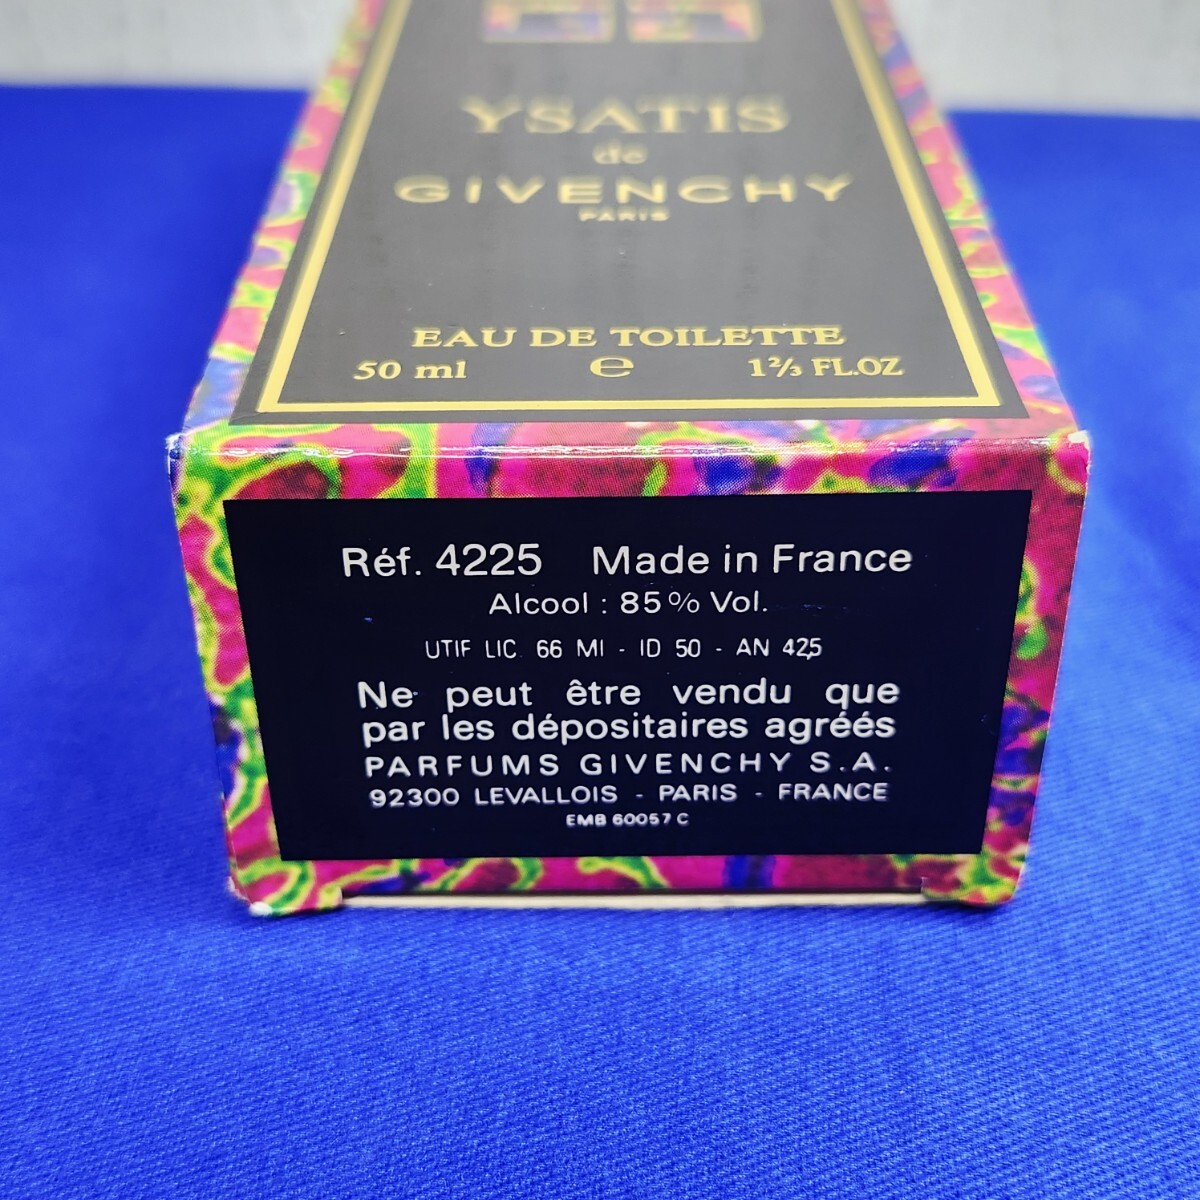 YSATIS
de
GIVENCHY
PARIS
EAU DE TOILETTE
50 ml ℮ 1⅔ FL.OZ
Réf. 4225 Made in France
Alcool : 85% Vol.
UTIF LIC. 66 MI - ID 50 - AN 425
Ne peut être vendu que
par les dépositaires agréés
PARFUMS GIVENCHY S.A.
92300 LEVALLOIS - PARIS - FRANCE
EMB 60057 C